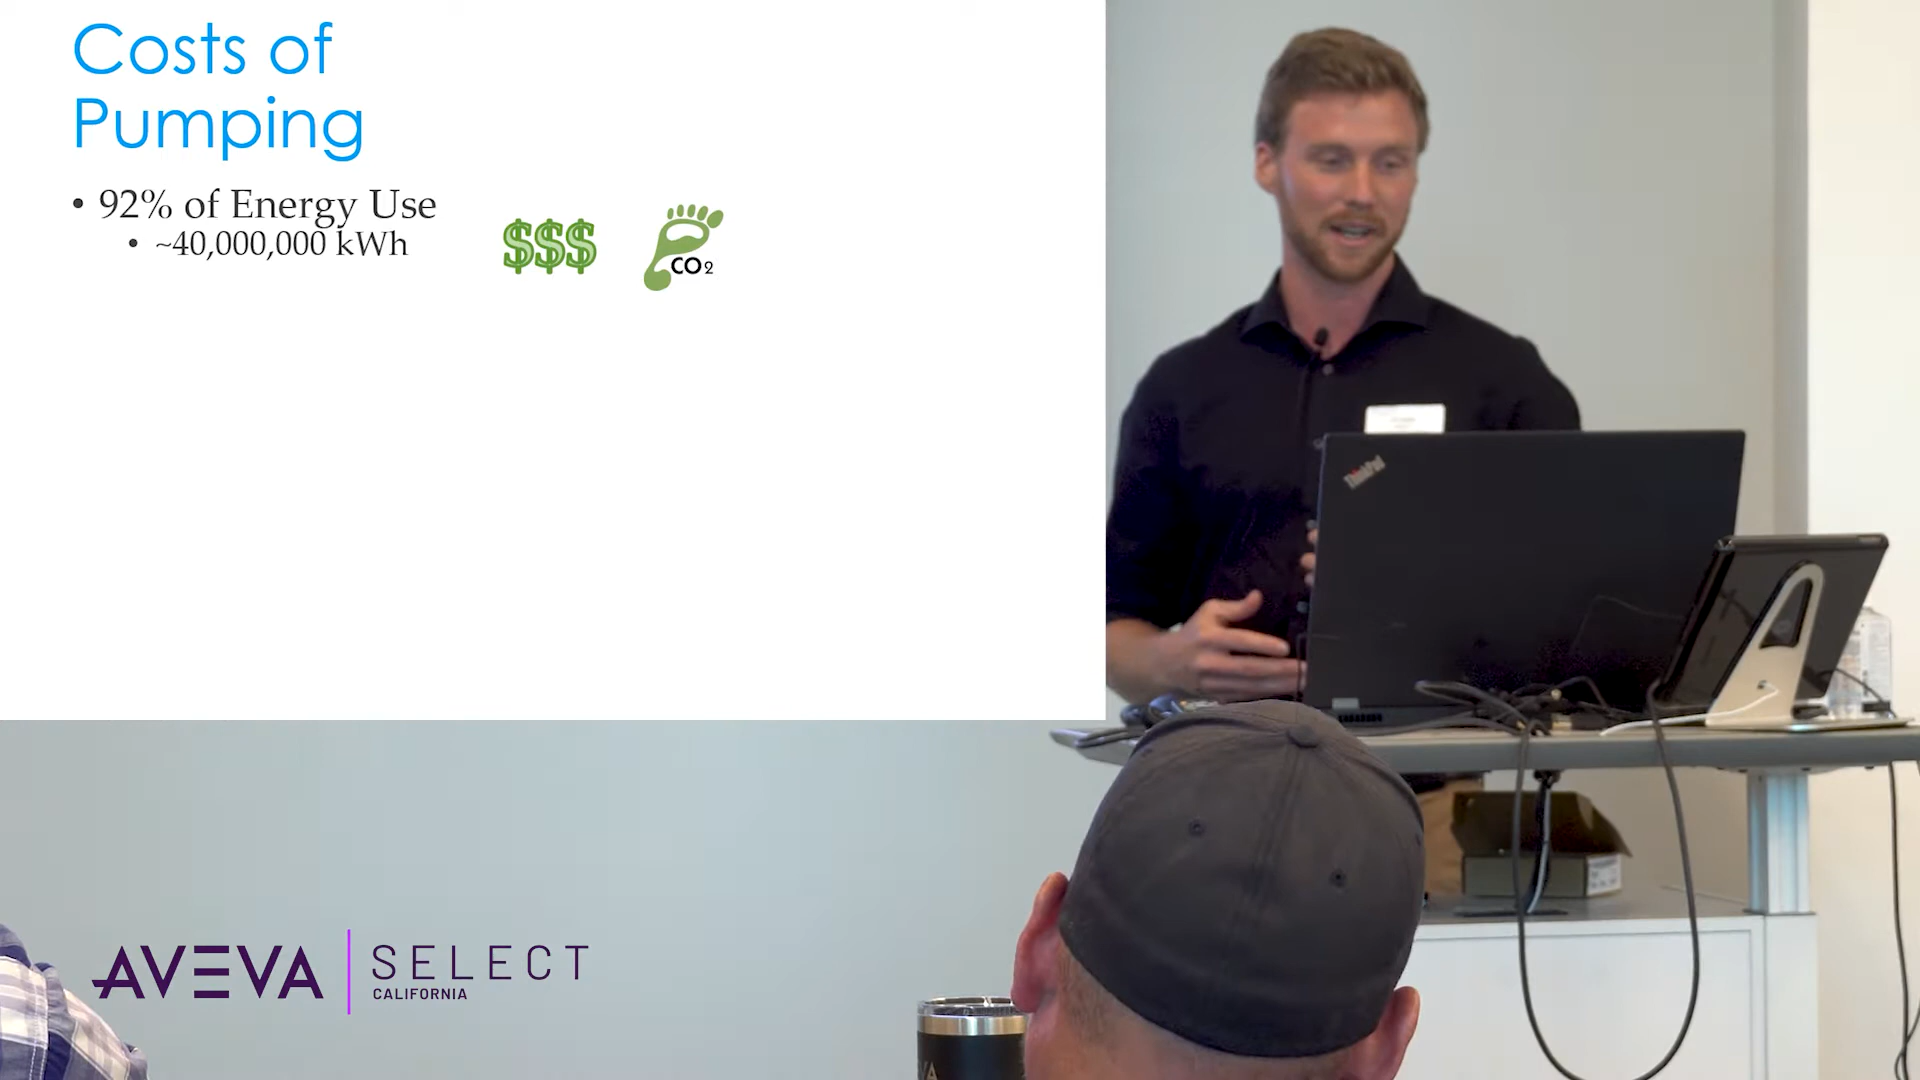 Costs of
Pumping
• 92% of Energy Use
• ~40,000,000 kWh
$$$
CO2
ThinkPad
AVEVA
SELECT
CALIFORNIA